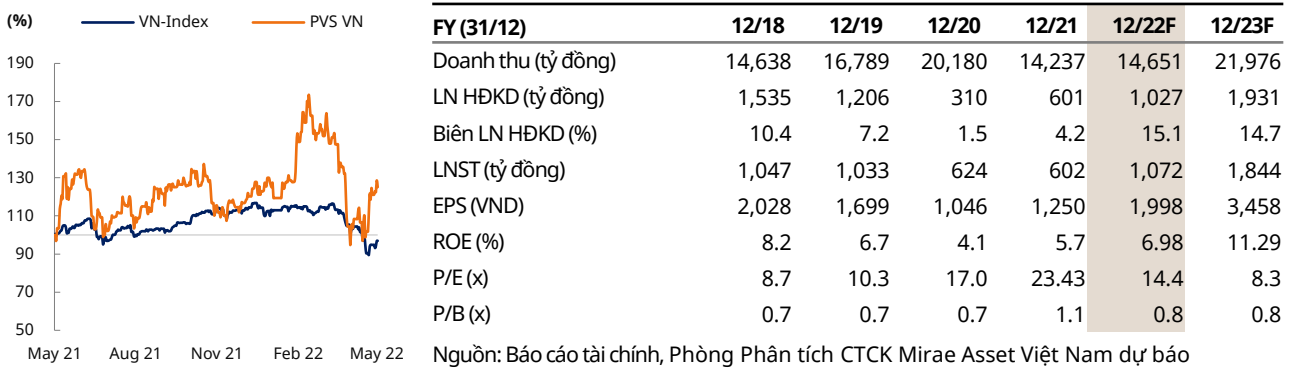 (%) VN-Index PVS VN
190
170
150
130
110
90
70
50
May 21 Aug 21 Nov 21 Feb 22 May 22
FY (31/12) 12/18 12/19 12/20 12/21 12/22F 12/23F
Doanh thu (tỷ đồng) 14,638 16,789 20,180 14,237 14,651 21,976
LN HĐKD (tỷ đồng) 1,535 1,206 310 601 1,027 1,931
Biên LN HĐKD (%) 10.4 7.2 1.5 4.2 15.1 14.7
LNST (tỷ đồng) 1,047 1,033 624 602 1,072 1,844
EPS (VND) 2,028 1,699 1,046 1,250 1,998 3,458
ROE (%) 8.2 6.7 4.1 5.7 6.98 11.29
P/E (x) 8.7 10.3 17.0 23.43 14.4 8.3
P/B (x) 0.7 0.7 0.7 1.1 0.8 0.8
Nguồn: Báo cáo tài chính, Phòng Phân tích CTCK Mirae Asset Việt Nam dự báo